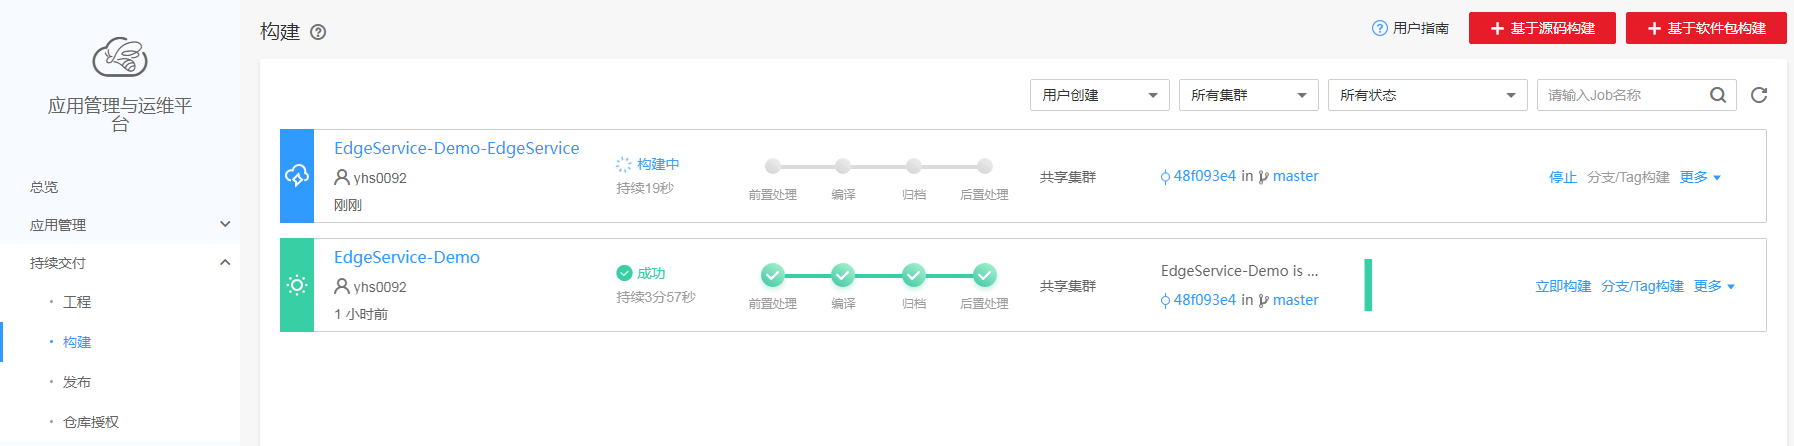 应用管理与运维平
台
总览
应用管理
持续交付
工程
构建
发布
仓库授权
构建
用户指南
基于源码构建
基于软件包构建
用户创建
所有集群
所有状态
请输入Job名称
EdgeService-Demo-EdgeService
yhs0092
刚刚
构建中
持续19秒
前置处理 编译 归档 后置处理
共享集群
48f093e4 in master
停止 分支/Tag构建 更多
EdgeService-Demo
yhs0092
1 小时前
成功
持续3分57秒
前置处理 编译 归档 后置处理
共享集群
EdgeService-Demo is ...
48f093e4 in master
立即构建 分支/Tag构建 更多